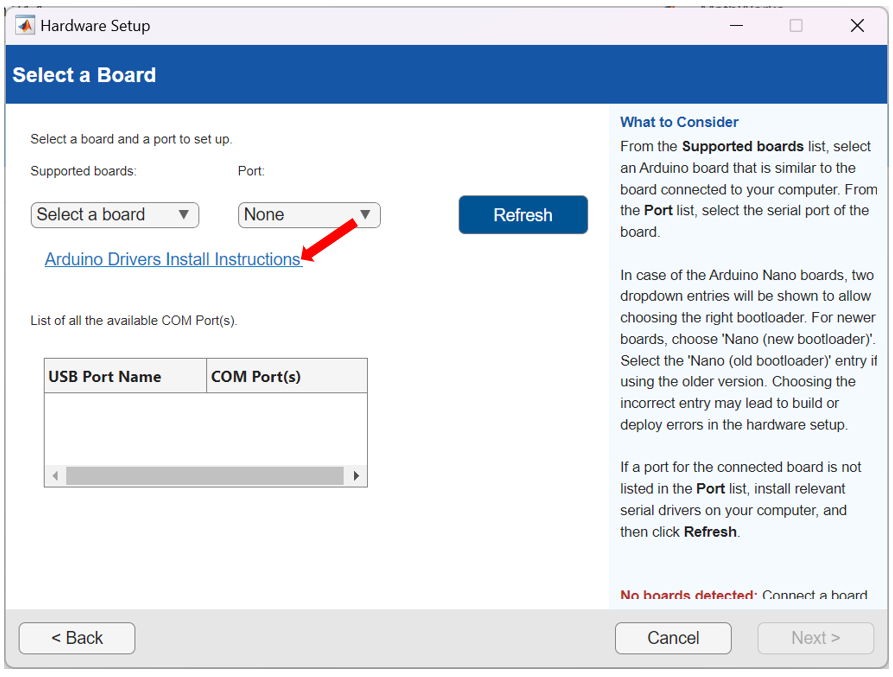 Hardware Setup
Select a Board
Select a board and a port to set up.
Supported boards:
Port:
Select a board
None
Refresh
Arduino Drivers Install Instructions
List of all the available COM Port(s).
USB Port Name
COM Port(s)
What to Consider
From the Supported boards list, select
an Arduino board that is similar to the
board connected to your computer. From
the Port list, select the serial port of the
board.
In case of the Arduino Nano boards, two
dropdown entries will be shown to allow
choosing the right bootloader. For newer
boards, choose 'Nano (new bootloader)'.
Select the 'Nano (old bootloader)' entry if
using the older version. Choosing the
incorrect entry may lead to build or
deploy errors in the hardware setup.
If a port for the connected board is not
listed in the Port list, install relevant
serial drivers on your computer, and
then click Refresh.
No boards detected: Connect a board
< Back
Cancel
Next >